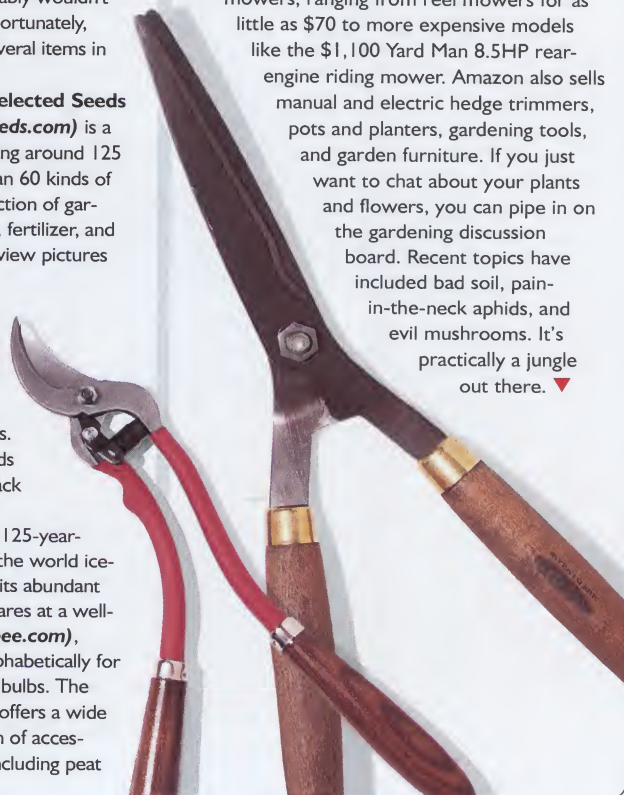 ably wouldn't
ortunately,
veral items in
elected Seeds
eds.com) is a
ng around 125
an 60 kinds of
ction of gar-
, fertilizer, and
view pictures
s.
ds
ack
125-year-
the world ice-
its abundant
ares at a well-
pee.com),
phabetically for
bulbs. The
offers a wide
n of acces-
ncluding peat
mowers, ranging from reel mowers for as
little as $70 to more expensive models
like the $1,100 Yard Man 8.5HP rear-
engine riding mower. Amazon also sells
manual and electric hedge trimmers,
pots and planters, gardening tools,
and garden furniture. If you just
want to chat about your plants
and flowers, you can pipe in on
the gardening discussion
board. Recent topics have
included bad soil, pain-
in-the-neck aphids, and
evil mushrooms. It's
practically a jungle
out there.